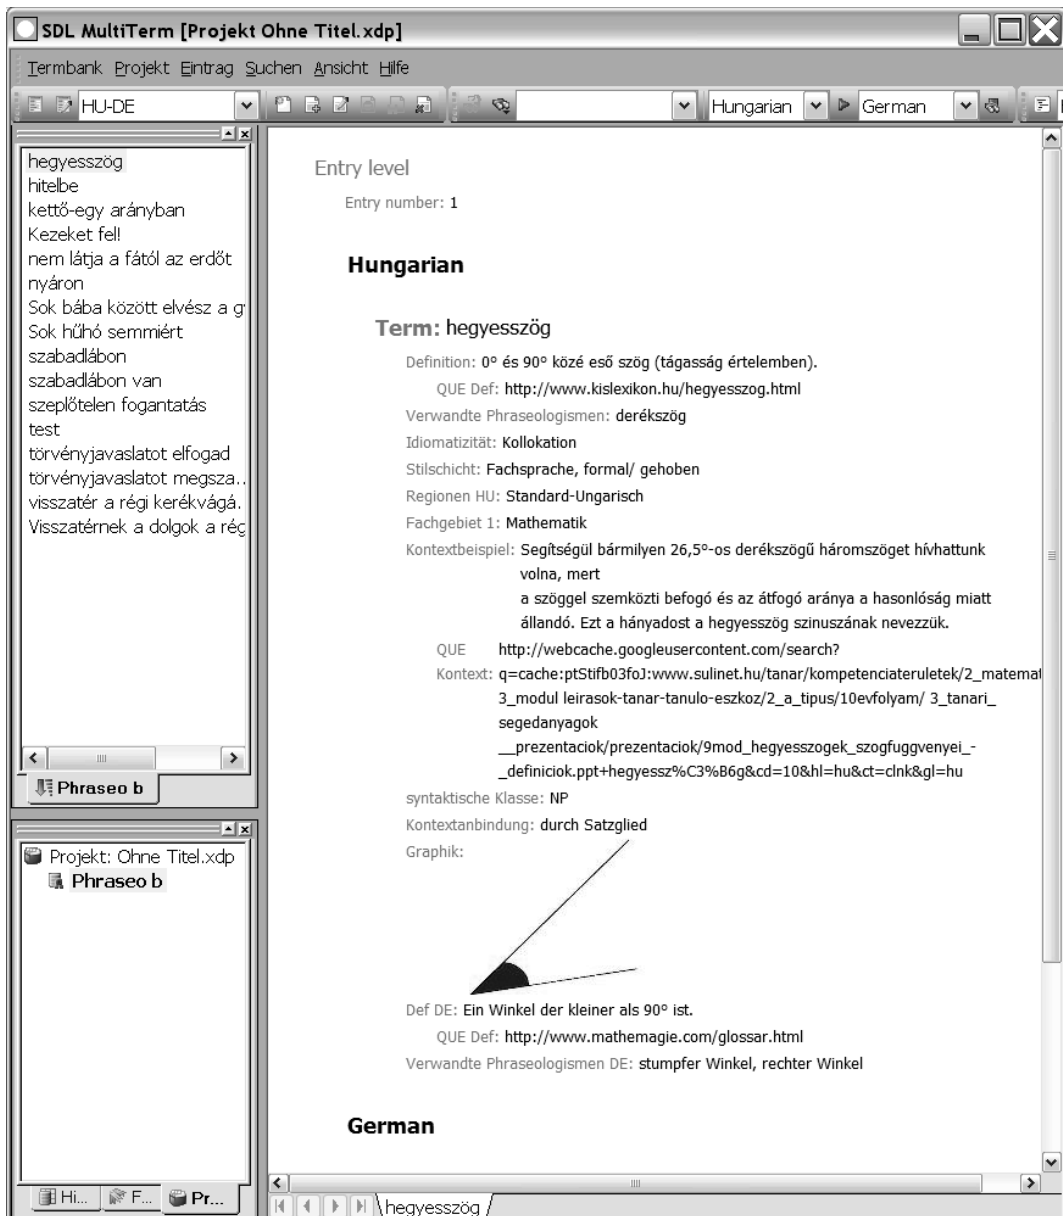 SDL MultiTerm [Projekt Ohne Titel.xdp]
Termbank Projekt Eintrag Suchen Ansicht Hilfe
HU-DE Hungarian German
hegyesszög
hitelbe
kettő-egy arányban
Kezeket fel!
nem látja a fától az erdőt
nyáron
Sok bába között elvész a g
Sok hűhó semmiért
szabadlábon
szabadlábon van
szeplőtelen fogantatás
test
törvényjavaslatot elfogad
törvényjavaslatot megsza..
visszatér a régi kerékvágá.
Visszatérnek a dolgok a rég
Phraseo b
Projekt: Ohne Titel.xdp
Phraseo b
Hi... F... Pr...
Entry level
Entry number: 1
Hungarian
Term: hegyesszög
Definition: 0° és 90° közé eső szög (tágasság értelemben).
QUE Def: http://www.kislexikon.hu/hegyesszog.html
Verwandte Phraseologismen: derékszög
Idiomatizität: Kollokation
Stilschicht: Fachsprache, formal/ gehoben
Regionen HU: Standard-Ungarisch
Fachgebiet 1: Mathematik
Kontextbeispiel: Segítségül bármilyen 26,5°-os derékszögű háromszöget hívhattunk
volna, mert
a szöggel szemközti befogó és az átfogó aránya a hasonlóság miatt
állandó. Ezt a hányadost a hegyesszög szinuszának nevezzük.
QUE http://webcache.googleusercontent.com/search?
Kontext: q=cache:ptStifb03foJ:www.sulinet.hu/tanar/kompetenciateruletek/2_matemat
3_modul leirasok-tanar-tanulo-eszkoz/2_a_tipus/10evfolyam/ 3_tanari_
segedanyagok
__prezentaciok/prezentaciok/9mod_hegyesszogek_szogfuggvenyei_-
_definiciok.ppt+hegyessz%C3%B6g&cd=10&hl=hu&ct=clnk&gl=hu
syntaktische Klasse: NP
Kontextanbindung: durch Satzglied
Graphik:
Def DE: Ein Winkel der kleiner als 90° ist.
QUE Def: http://www.mathemagie.com/glossar.html
Verwandte Phraseologismen DE: stumpfer Winkel, rechter Winkel
German
hegyesszög